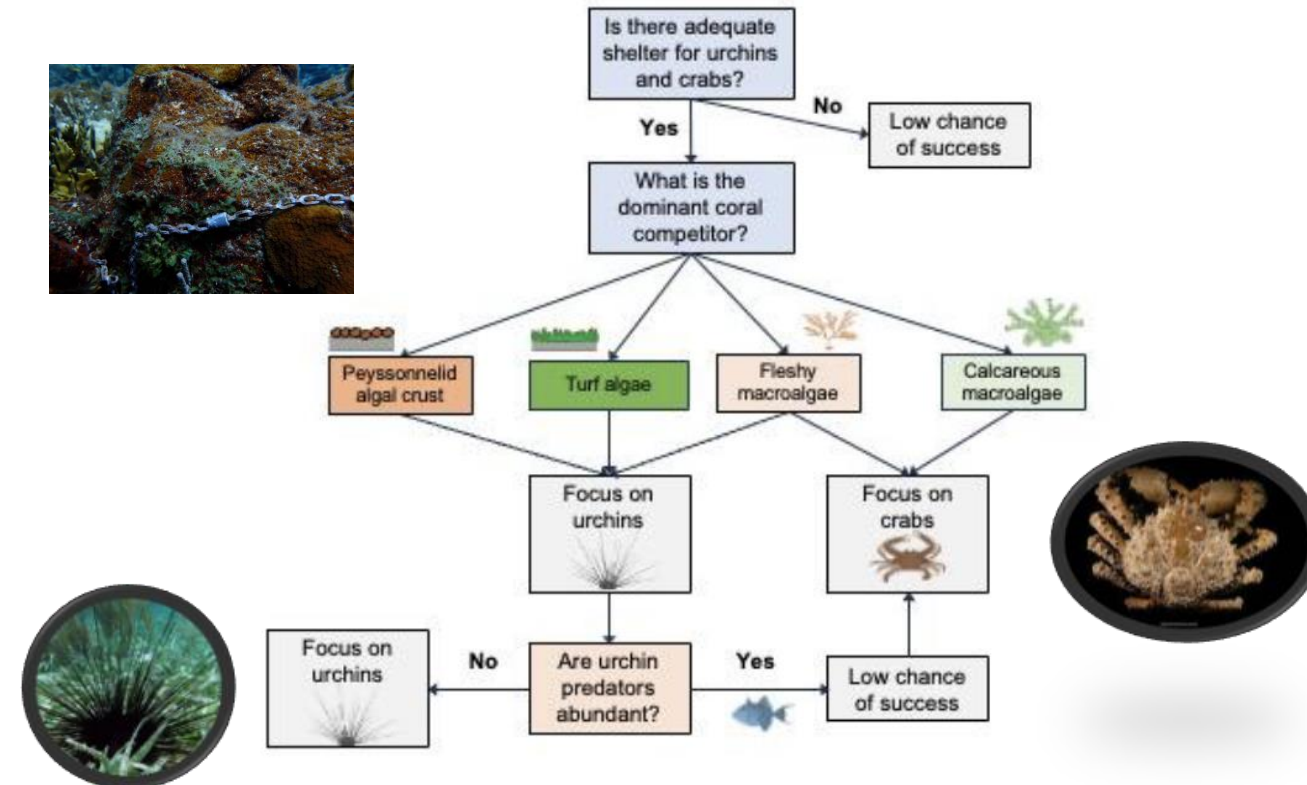 Is there adequate
shelter for urchins
and crabs?
No
Yes
Low chance
of success
What is the
dominant coral
competitor?
Peyssonnelid
algal crust
Turf algae
Fleshy
macroalgae
Calcareous
macroalgae
Focus on
urchins
Focus on
crabs
Focus on
urchins
No
Are urchin
predators
abundant?
Yes
Low chance
of success